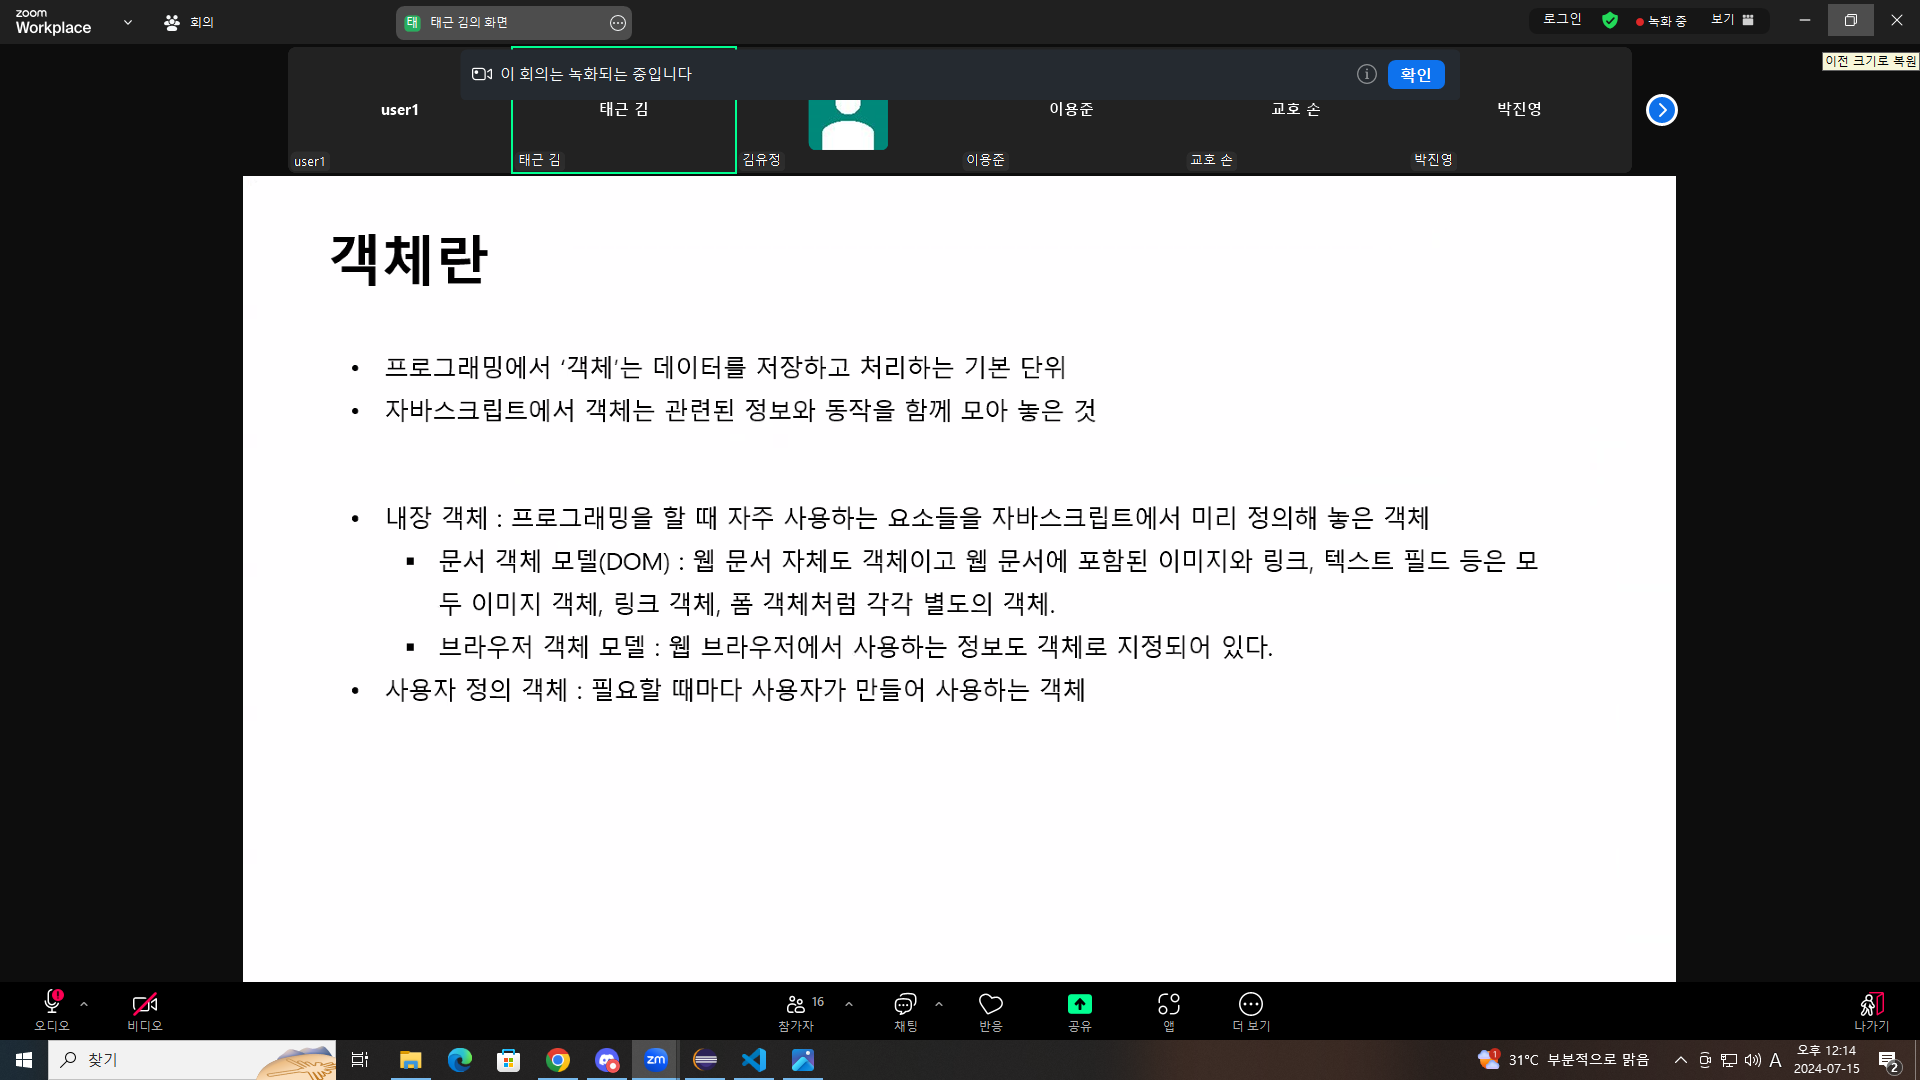 zoom
Workplace
회의
태 태근 김의 화면
로그인
녹화 중
보기
이전 크기로 복원
이 회의는 녹화되는 중입니다
확인
user1
태근 김
이용준
교호 손
박진영
user1
태근 김
김유정
이용준
교호 손
박진영
객체란
• 프로그래밍에서 ‘객체’는 데이터를 저장하고 처리하는 기본 단위
• 자바스크립트에서 객체는 관련된 정보와 동작을 함께 모아 놓은 것
• 내장 객체 : 프로그래밍을 할 때 자주 사용하는 요소들을 자바스크립트에서 미리 정의해 놓은 객체
▪ 문서 객체 모델(DOM) : 웹 문서 자체도 객체이고 웹 문서에 포함된 이미지와 링크, 텍스트 필드 등은 모
두 이미지 객체, 링크 객체, 폼 객체처럼 각각 별도의 객체.
▪ 브라우저 객체 모델 : 웹 브라우저에서 사용하는 정보도 객체로 지정되어 있다.
• 사용자 정의 객체 : 필요할 때마다 사용자가 만들어 사용하는 객체
오디오
비디오
16
참가자
채팅
반응
공유
앱
더 보기
나가기
찾기
zm
1
31°C 부분적으로 맑음
A
오후 12:14
2024-07-15
2